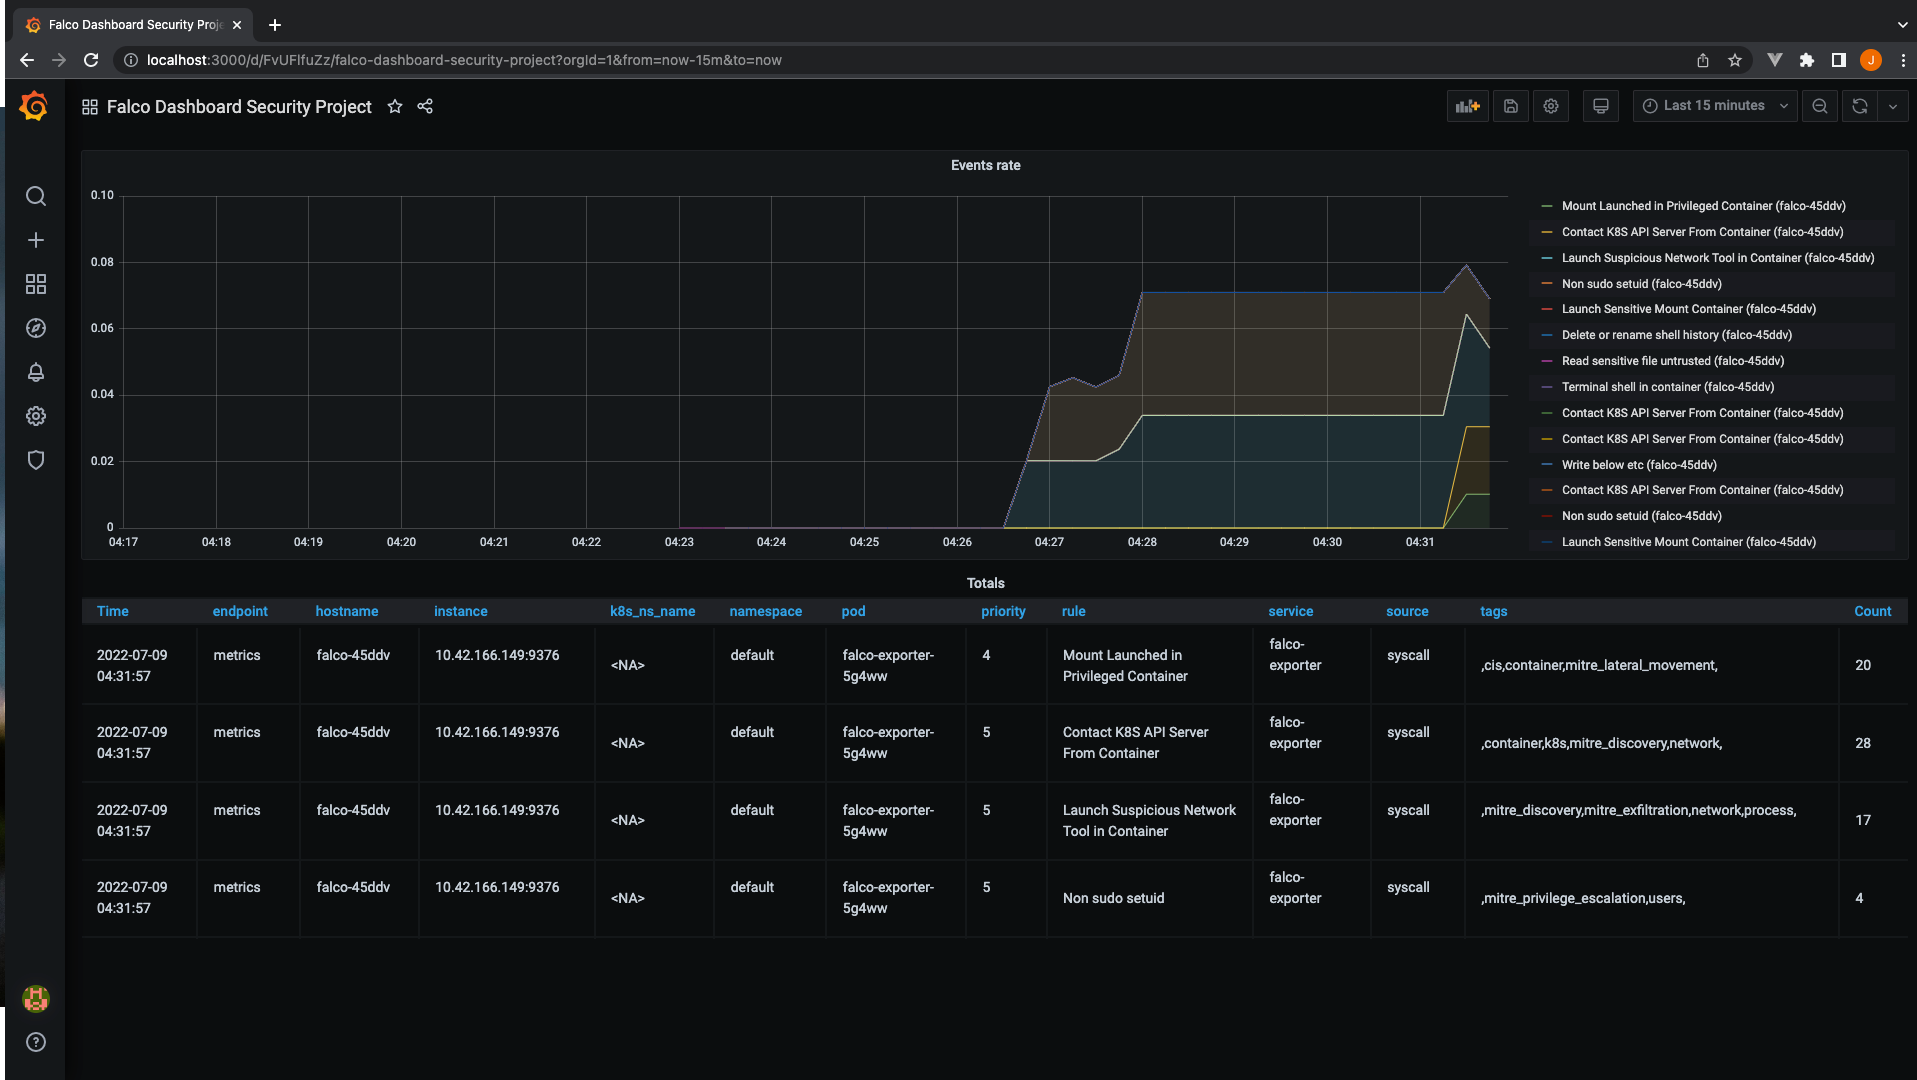 Falco Dashboard Security Proj
localhost:3000/d/FvUFlfuZz/falco-dashboard-security-project?orgId=1&from=now-15m&to=now
J
Falco Dashboard Security Project
Last 15 minutes
Events rate
0.10
0.08
0.06
0.04
0.02
0
04:17 04:18 04:19 04:20 04:21 04:22 04:23 04:24 04:25 04:26 04:27 04:28 04:29 04:30 04:31
Mount Launched in Privileged Container (falco-45ddv)
Contact K8S API Server From Container (falco-45ddv)
Launch Suspicious Network Tool in Container (falco-45ddv)
Non sudo setuid (falco-45ddv)
Launch Sensitive Mount Container (falco-45ddv)
Delete or rename shell history (falco-45ddv)
Read sensitive file untrusted (falco-45ddv)
Terminal shell in container (falco-45ddv)
Contact K8S API Server From Container (falco-45ddv)
Contact K8S API Server From Container (falco-45ddv)
Write below etc (falco-45ddv)
Contact K8S API Server From Container (falco-45ddv)
Non sudo setuid (falco-45ddv)
Launch Sensitive Mount Container (falco-45ddv)
Totals
Time endpoint hostname instance k8s_ns_name namespace pod priority rule service source tags Count
2022-07-09 04:31:57 metrics falco-45ddv 10.42.166.149:9376 <NA> default falco-exporter-5g4ww 4 Mount Launched in Privileged Container falco-exporter syscall ,cis,container,mitre_lateral_movement, 20
2022-07-09 04:31:57 metrics falco-45ddv 10.42.166.149:9376 <NA> default falco-exporter-5g4ww 5 Contact K8S API Server From Container falco-exporter syscall ,container,k8s,mitre_discovery,network, 28
2022-07-09 04:31:57 metrics falco-45ddv 10.42.166.149:9376 <NA> default falco-exporter-5g4ww 5 Launch Suspicious Network Tool in Container falco-exporter syscall ,mitre_discovery,mitre_exfiltration,network,process, 17
2022-07-09 04:31:57 metrics falco-45ddv 10.42.166.149:9376 <NA> default falco-exporter-5g4ww 5 Non sudo setuid falco-exporter syscall ,mitre_privilege_escalation,users, 4